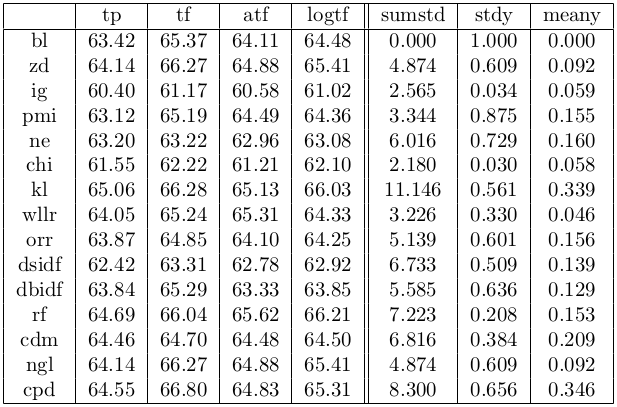 tp tf atf logtf sumstd stdy meany
bl 63.42 65.37 64.11 64.48 0.000 1.000 0.000
zd 64.14 66.27 64.88 65.41 4.874 0.609 0.092
ig 60.40 61.17 60.58 61.02 2.565 0.034 0.059
pmi 63.12 65.19 64.49 64.36 3.344 0.875 0.155
ne 63.20 63.22 62.96 63.08 6.016 0.729 0.160
chi 61.55 62.22 61.21 62.10 2.180 0.030 0.058
kl 65.06 66.28 65.13 66.03 11.146 0.561 0.339
wllr 64.05 65.24 65.31 64.33 3.226 0.330 0.046
orr 63.87 64.85 64.10 64.25 5.139 0.601 0.156
dsidf 62.42 63.31 62.78 62.92 6.733 0.509 0.139
dbidf 63.84 65.29 63.33 63.85 5.585 0.636 0.129
rf 64.69 66.04 65.62 66.21 7.223 0.208 0.153
cdm 64.46 64.70 64.48 64.50 6.816 0.384 0.209
ngl 64.14 66.27 64.88 65.41 4.874 0.609 0.092
cpd 64.55 66.80 64.83 65.31 8.300 0.656 0.346